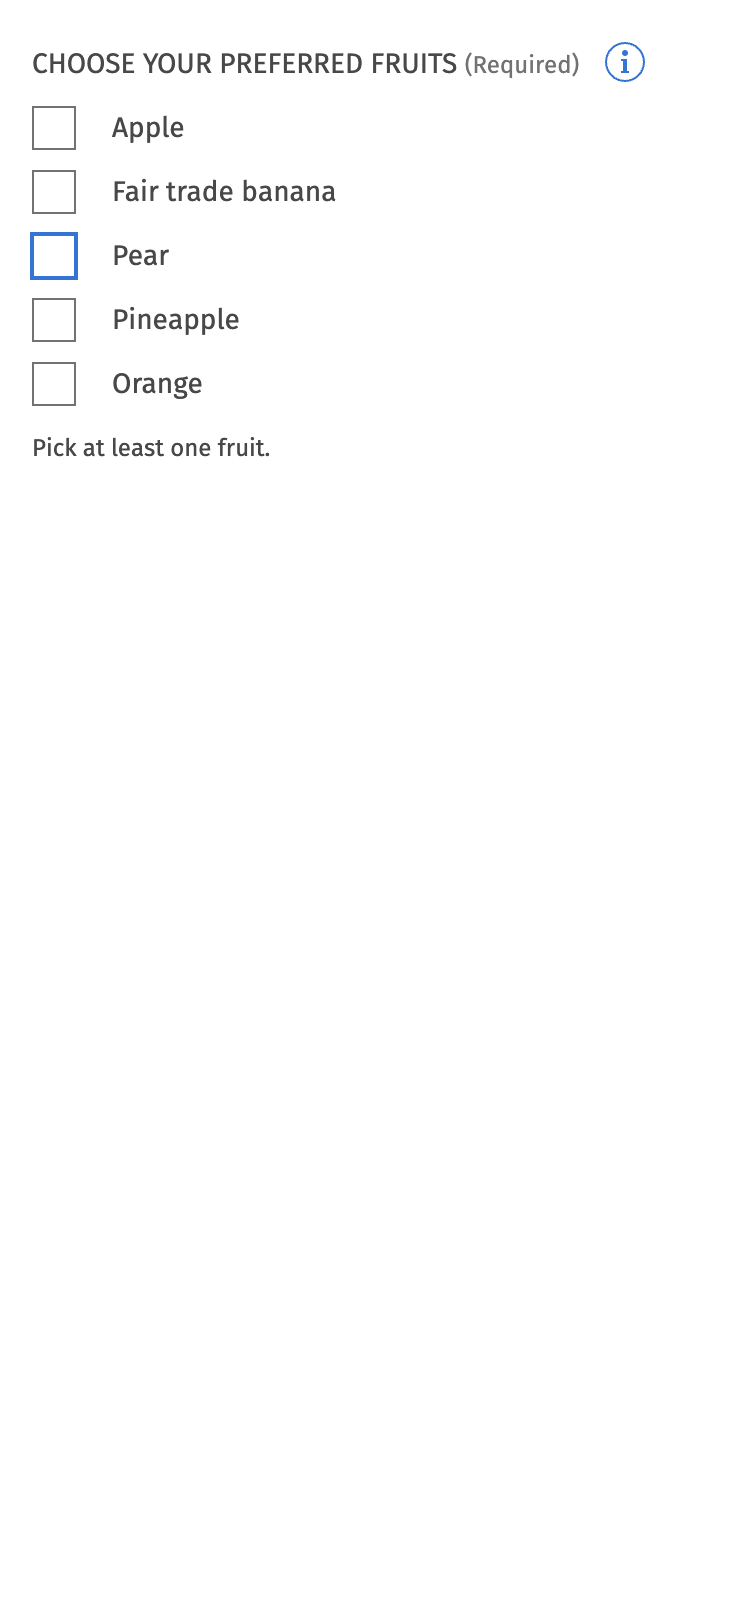 CHOOSE YOUR PREFERRED FRUITS (Required)
Apple
Fair trade banana
Pear
Pineapple
Orange
Pick at least one fruit.